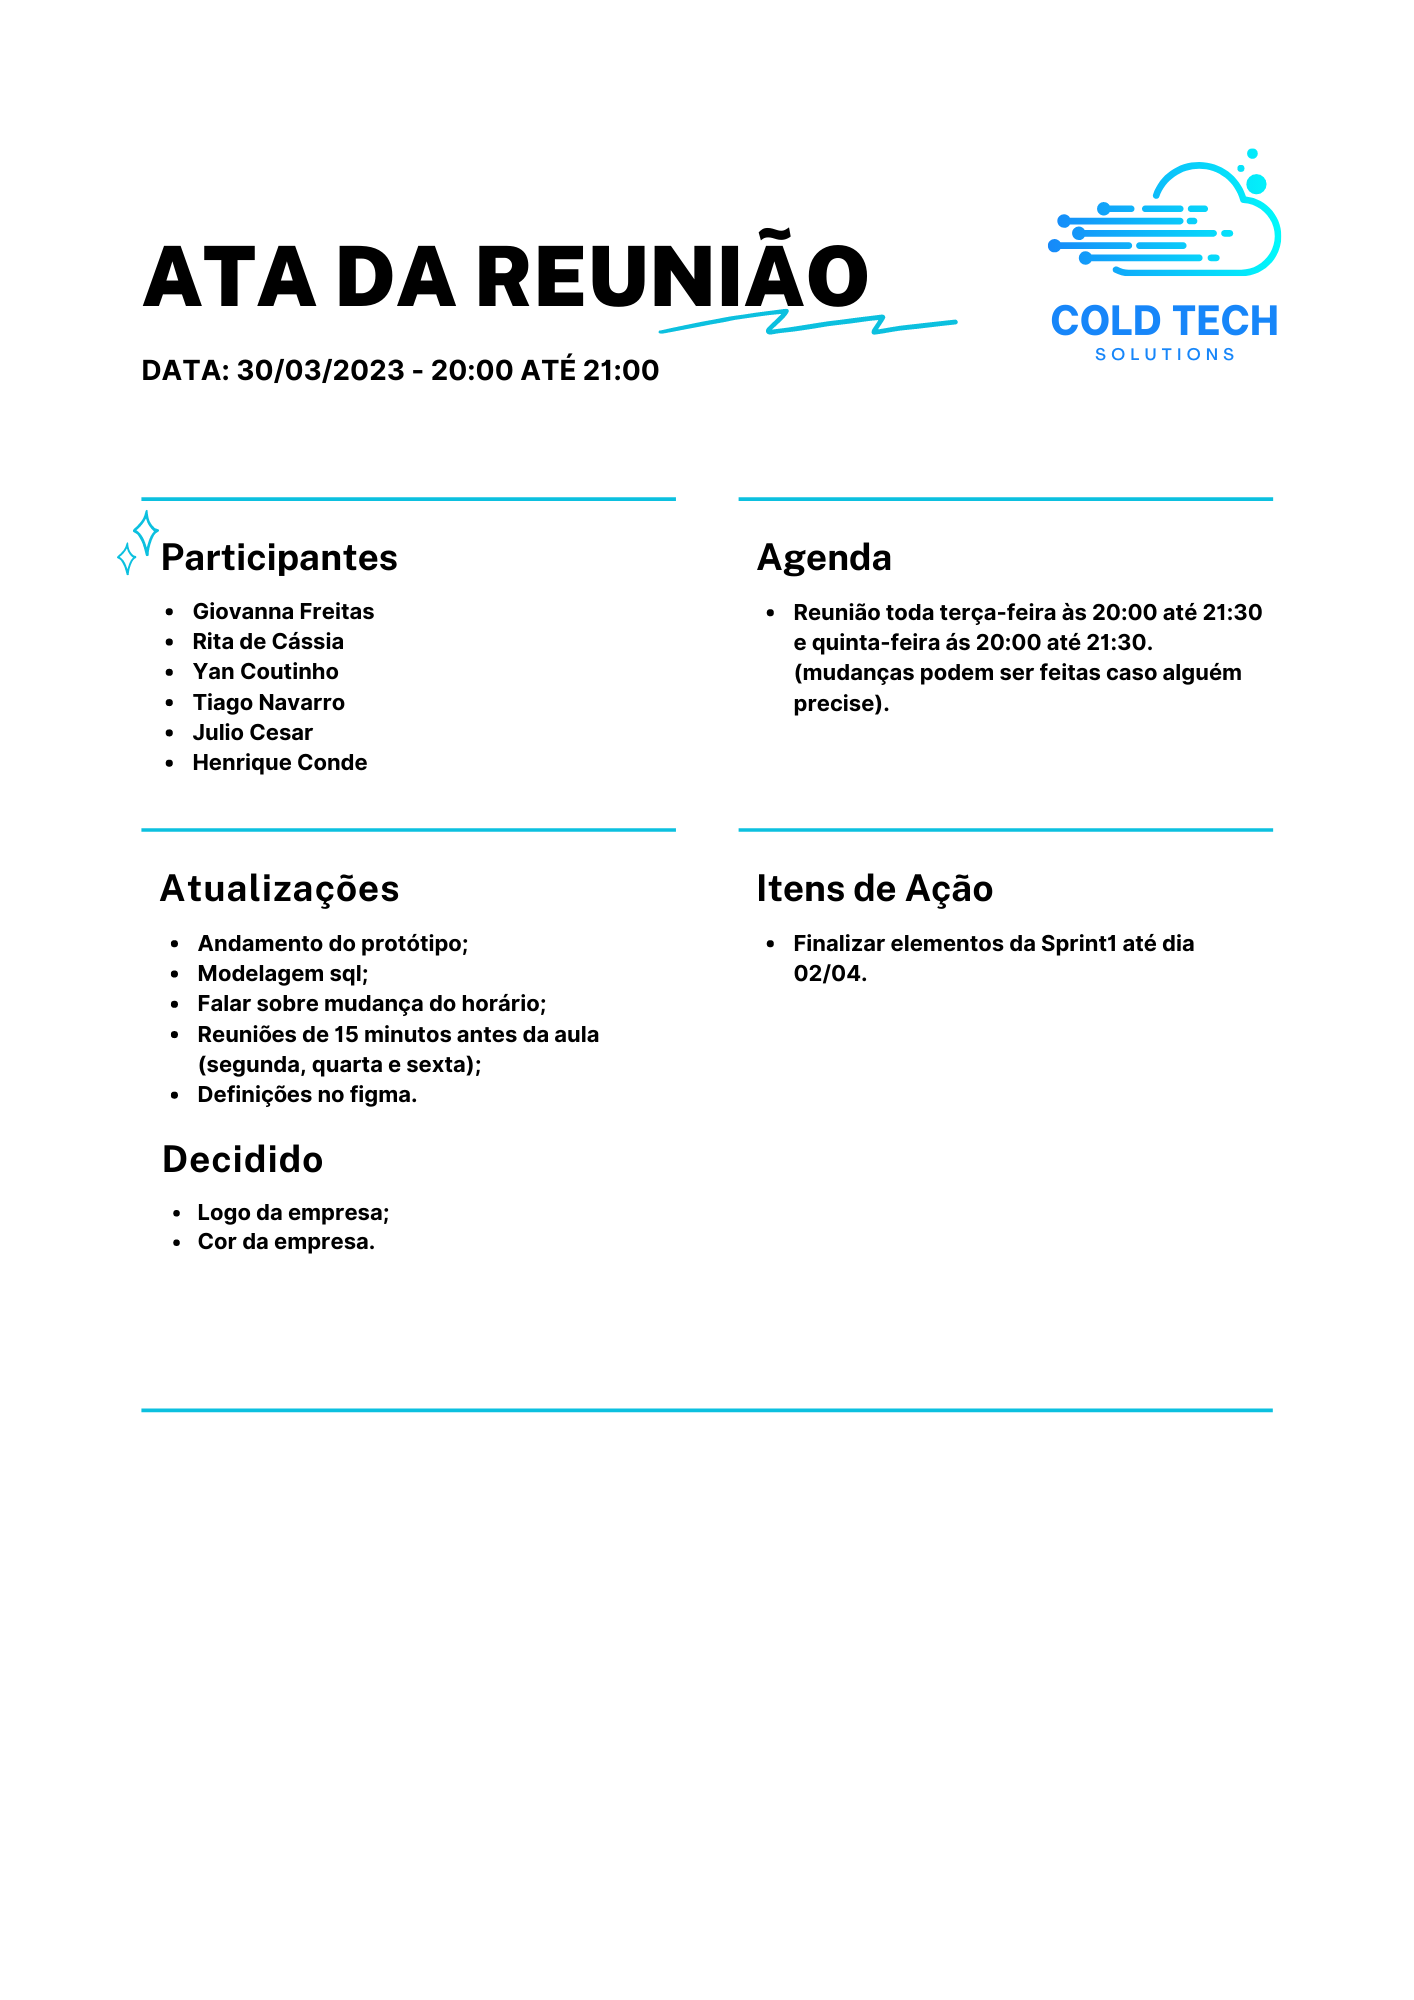 ATA DA REUNIÃO
COLD TECH
SOLUTIONS
DATA: 30/03/2023 - 20:00 ATÉ 21:00
Participantes
• Giovanna Freitas
• Rita de Cássia
• Yan Coutinho
• Tiago Navarro
• Julio Cesar
• Henrique Conde
Agenda
• Reunião toda terça-feira às 20:00 até 21:30
e quinta-feira ás 20:00 até 21:30.
(mudanças podem ser feitas caso alguém
precise).
Atualizações
• Andamento do protótipo;
• Modelagem sql;
• Falar sobre mudança do horário;
• Reuniões de 15 minutos antes da aula
(segunda, quarta e sexta);
• Definições no figma.
Decidido
• Logo da empresa;
• Cor da empresa.
Itens de Ação
• Finalizar elementos da Sprint1 até dia
02/04.